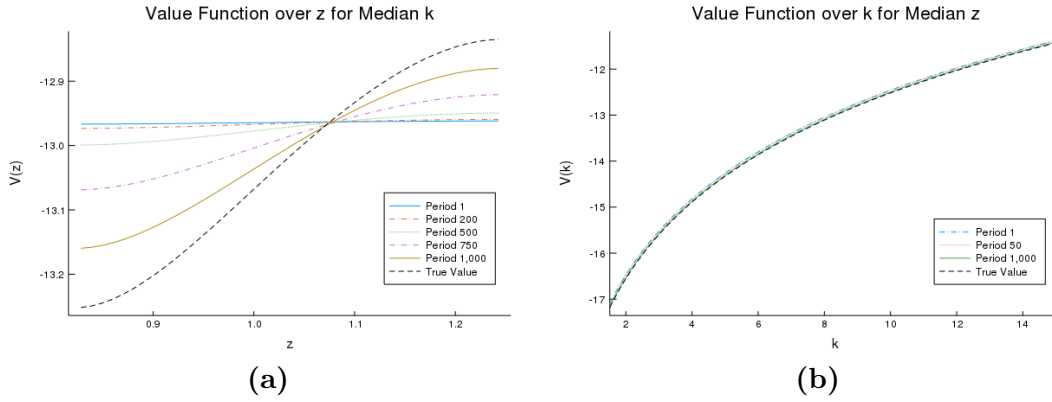 Value Function over z for Median k
-12.9
-13.0
-13.1
-13.2
V(z)
0.9 1.0 1.1 1.2
z
Period 1
Period 200
Period 500
Period 750
Period 1,000
True Value
(a)
Value Function over k for Median z
-12
-13
-14
-15
-16
-17
V(k)
2 4 6 8 10 12 14
k
Period 1
Period 50
Period 1,000
True Value
(b)